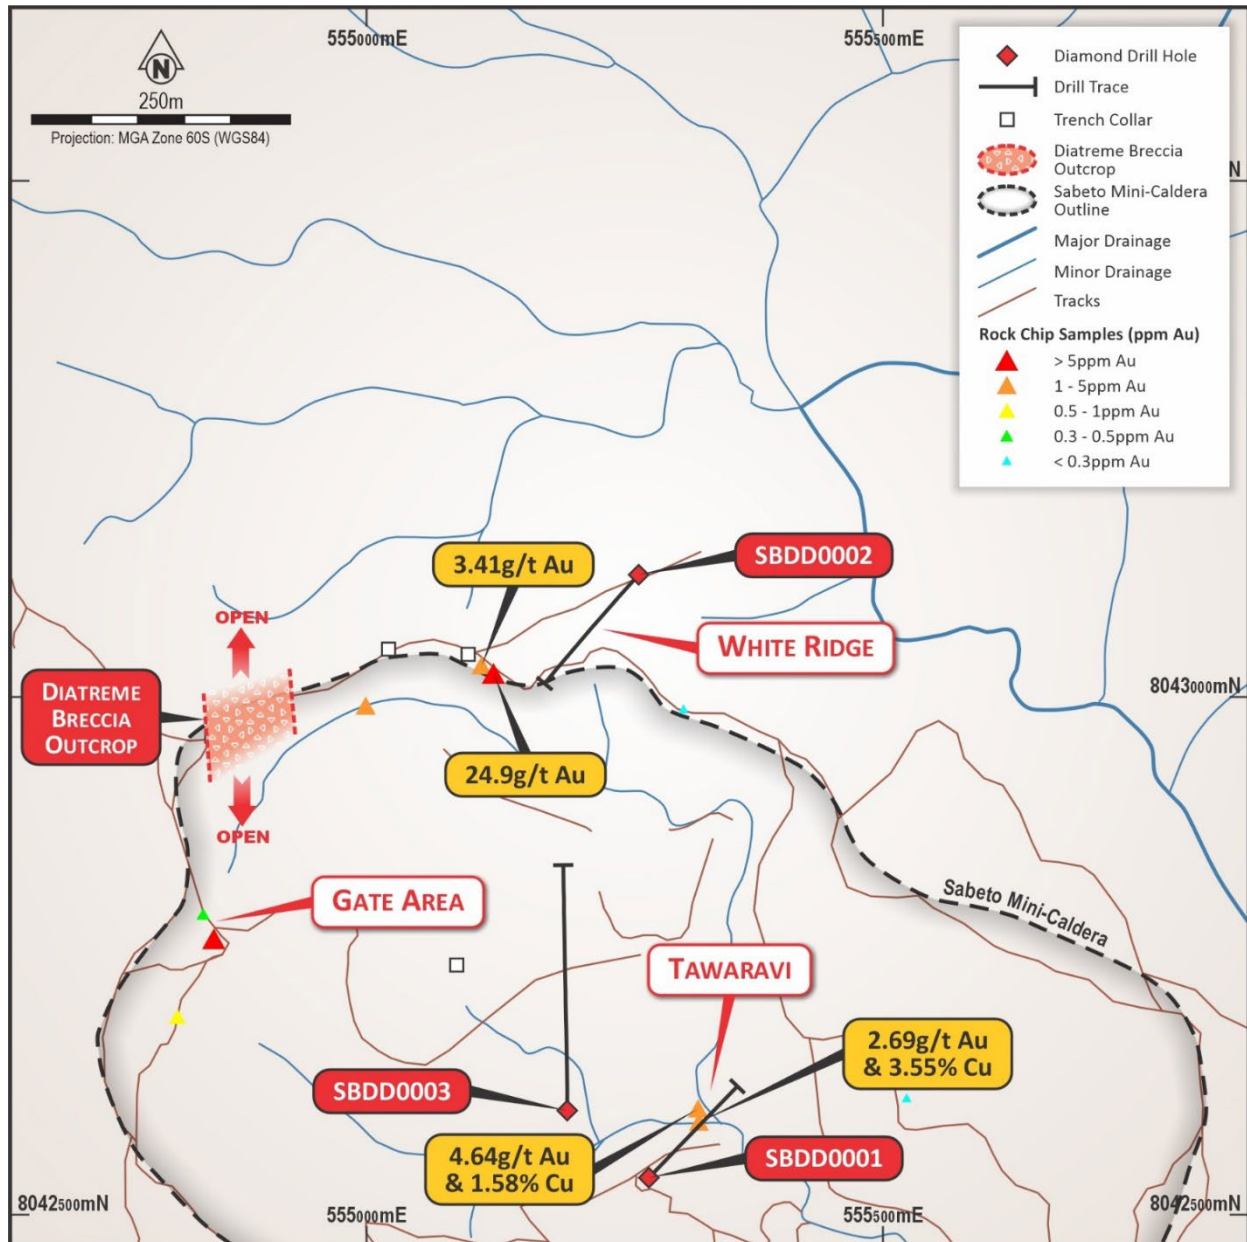 555000mE
555500mE
N
250m
Projection: MGA Zone 60S (WGS84)
Diamond Drill Hole
Drill Trace
Trench Collar
Diatreme Breccia
Outcrop
Sabeto Mini-Caldera
Outline
Major Drainage
Minor Drainage
Tracks
Rock Chip Samples (ppm Au)
> 5ppm Au
1 - 5ppm Au
0.5 - 1ppm Au
0.3 - 0.5ppm Au
< 0.3ppm Au
N
3.41g/t Au
SBDD0002
OPEN
WHITE RIDGE
DIATREME
BRECCIA
OUTCROP
8043000mN
24.9g/t Au
OPEN
GATE AREA
Sabeto Mini-Caldera
TAWARAVI
2.69g/t Au
& 3.55% Cu
SBDD0003
4.64g/t Au
& 1.58% Cu
SBDD0001
8042500mN
555000mE
555500mE
8042500mN